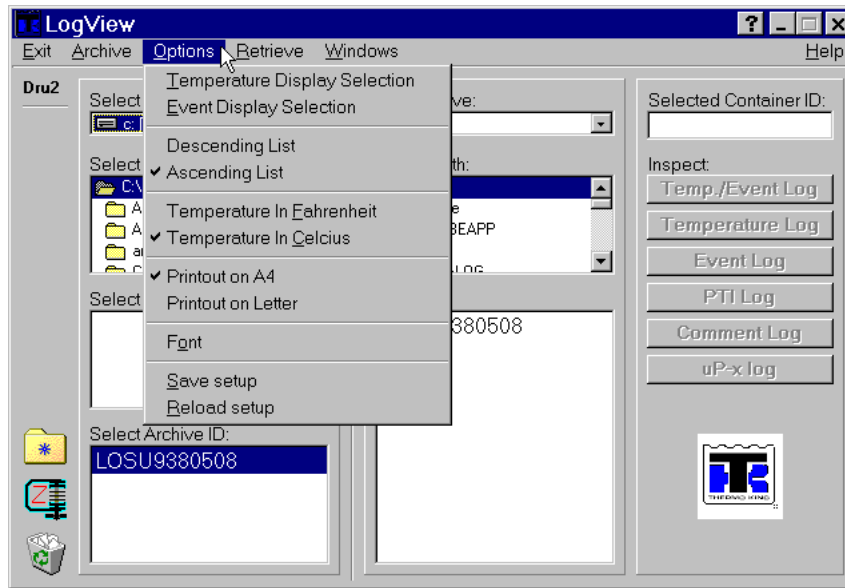 LogView
Exit Archive Options Retrieve Windows Help
Dru2
Temperature Display Selection
Event Display Selection
Descending List
Ascending List
Temperature In Fahrenheit
Temperature In Celcius
Printout on A4
Printout on Letter
Font
Save setup
Reload setup
Select
c:
Select
C:\
A
A
Select
Select Archive ID:
LOSU9380508
ve:
th:
e
BEAPP
LOG
380508
Selected Container ID:
Inspect:
Temp./Event Log
Temperature Log
Event Log
PTI Log
Comment Log
uP-x log
THERMO KING